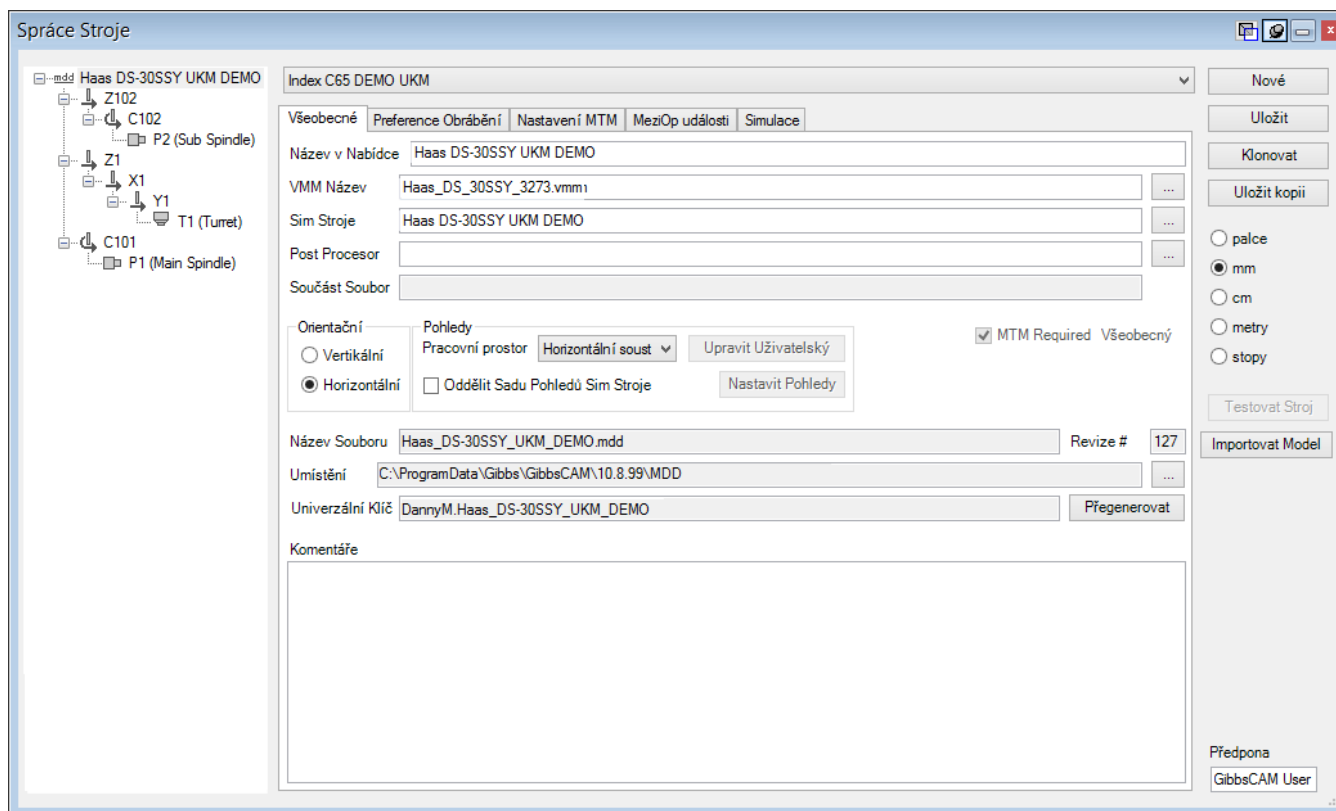 Spráce Stroje
mdd Haas DS-30SSY UKM DEMO
Z102
C102
P2 (Sub Spindle)
Z1
X1
Y1
T1 (Turret)
C101
P1 (Main Spindle)
Index C65 DEMO UKM
Všeobecné Preference Obrábění Nastavení MTM MeziOp události Simulace
Název v Nabídce Haas DS-30SSY UKM DEMO
VMM Název Haas_DS_30SSY_3273.vmm ...
Sim Stroje Haas DS-30SSY UKM DEMO ...
Post Procesor ...
Součást Soubor
Orientační
Vertikální
Horizontální
Pohledy
Pracovní prostor Horizontální soust Upravit Uživatelský
Oddělit Sadu Pohledů Sim Stroje Nastavit Pohledy
MTM Required Všeobecný
Název Souboru Haas_DS-30SSY_UKM_DEMO.mdd Revize # 127
Umístění C:\ProgramData\Gibbs\GibbsCAM\10.8.99\MDD ...
Univerzální Klíč DannyM.Haas_DS-30SSY_UKM_DEMO Přegenerovat
Komentáře
Nové
Uložit
Klonovat
Uložit kopii
palce
mm
cm
metry
stopy
Testovat Stroj
Importovat Model
Předpona
GibbsCAM User